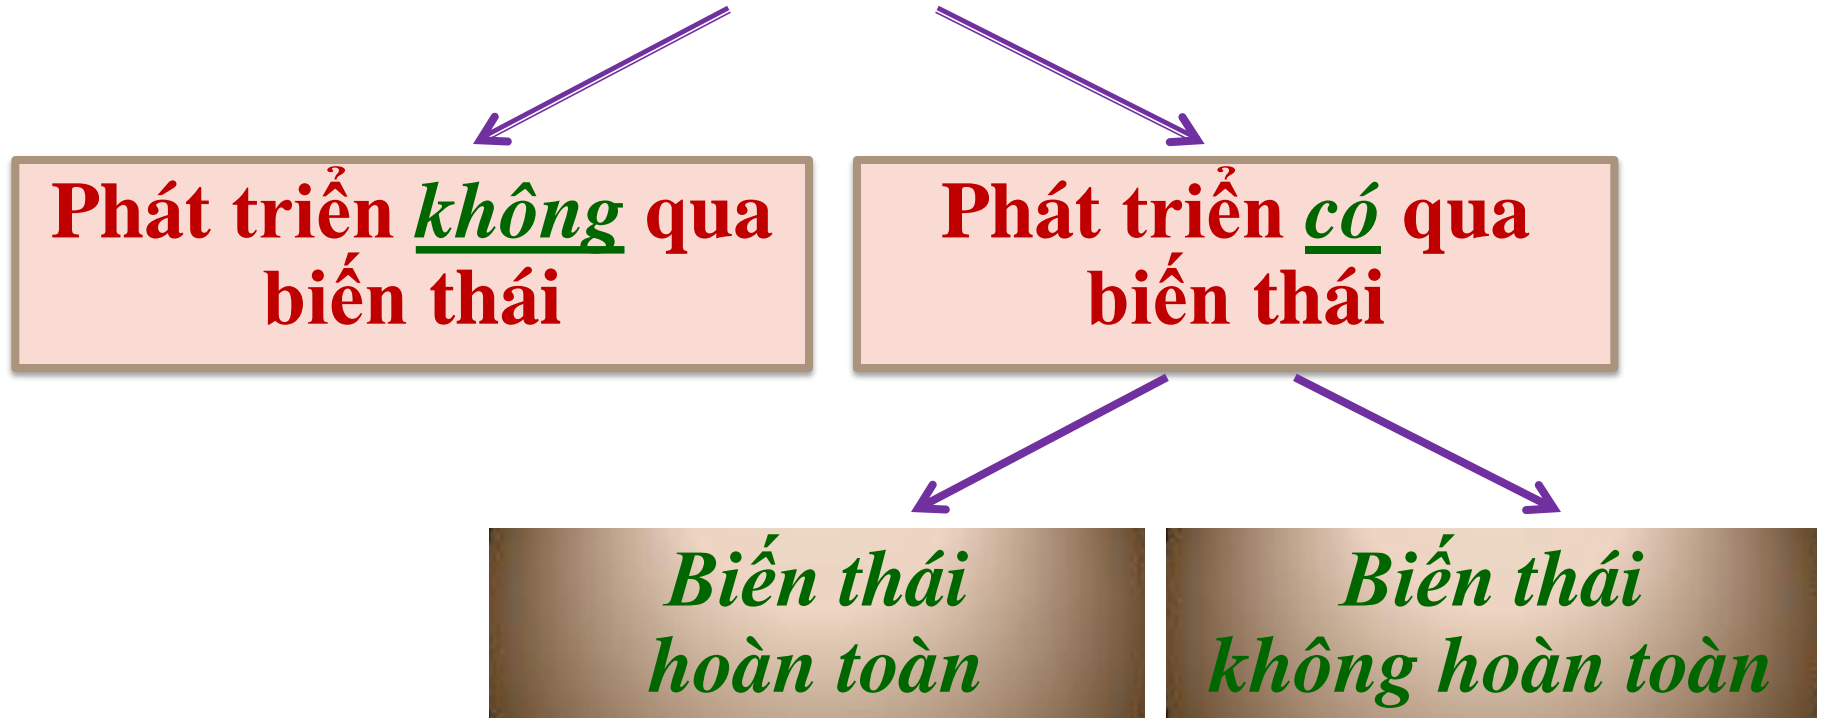 Phát triển không qua
biến thái
Phát triển có qua
biến thái
Biến thái
hoàn toàn
Biến thái
không hoàn toàn